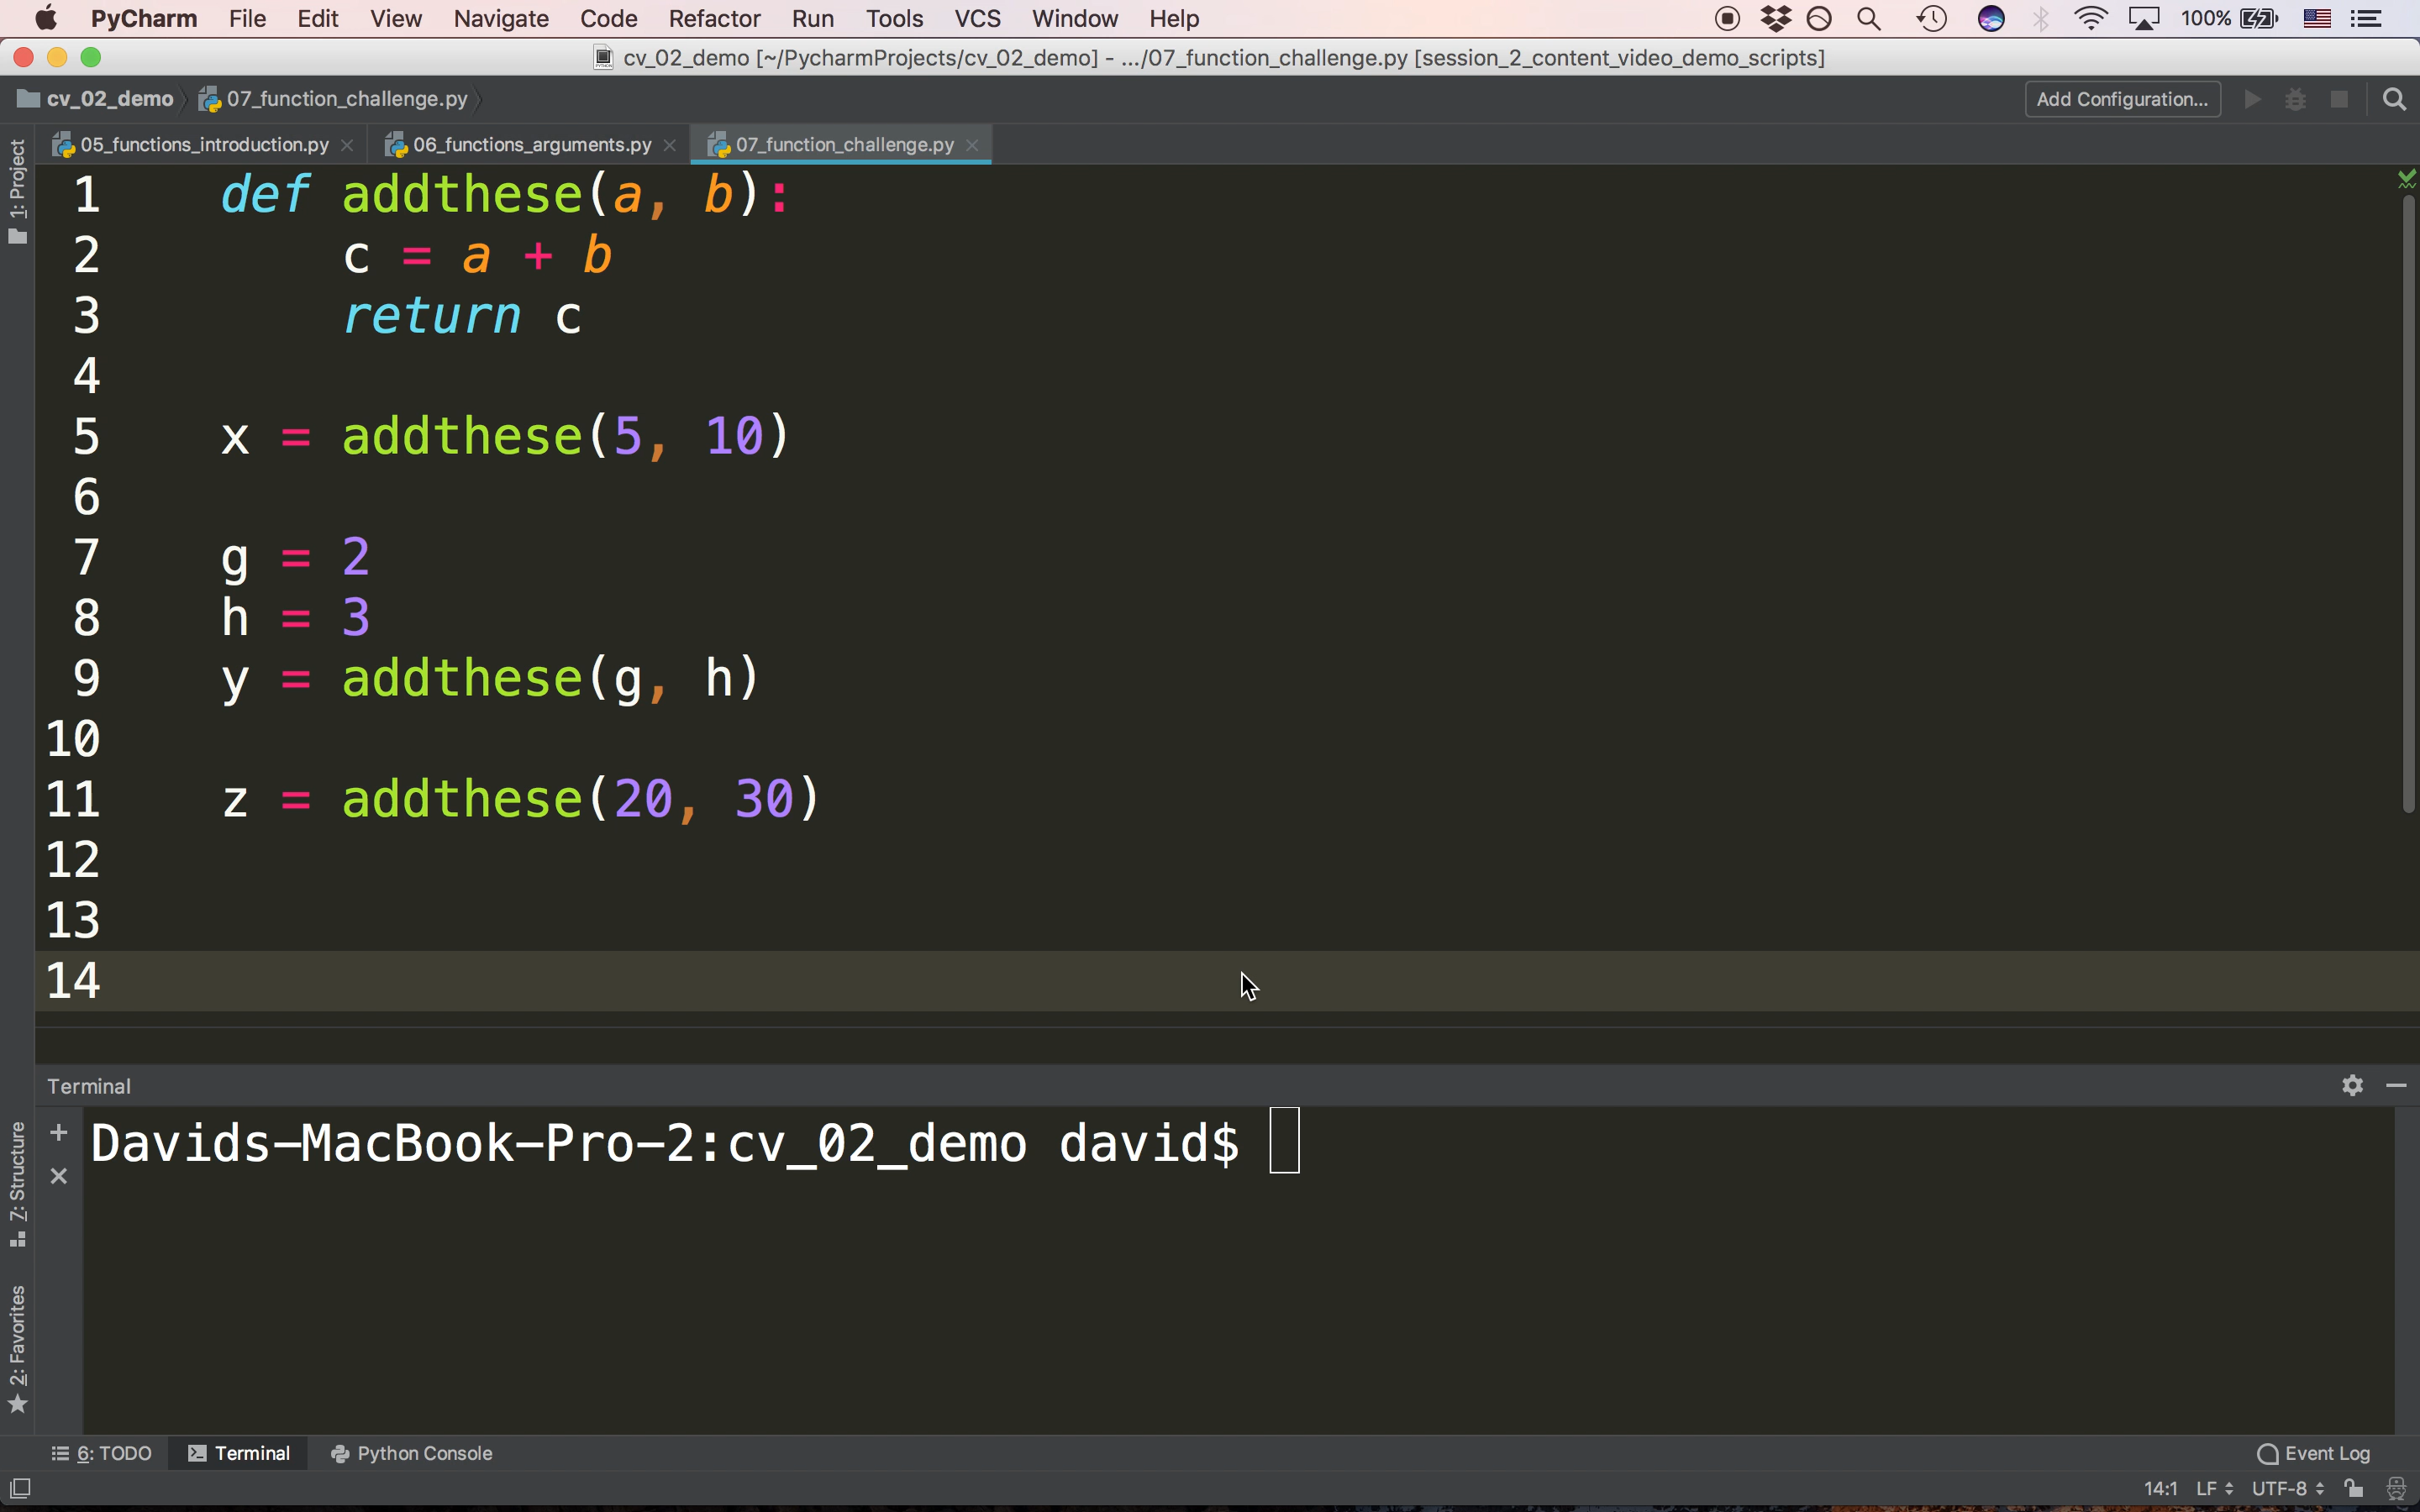 PyCharm File Edit View Navigate Code Refactor Run Tools VCS Window Help 100%
cv_02_demo [~/PycharmProjects/cv_02_demo] - .../07_function_challenge.py [session_2_content_video_demo_scripts]
cv_02_demo 07_function_challenge.py Add Configuration...
05_functions_introduction.py 06_functions_arguments.py 07_function_challenge.py
1: Project
1 def addthese(a, b):
2 c = a + b
3 return c
4
5 x = addthese(5, 10)
6
7 g = 2
8 h = 3
9 y = addthese(g, h)
10
11 z = addthese(20, 30)
12
13
14
Terminal
Davids-MacBook-Pro-2:cv_02_demo david$
7: Structure
2: Favorites
6: TODO Terminal Python Console Event Log
14:1 LF UTF-8